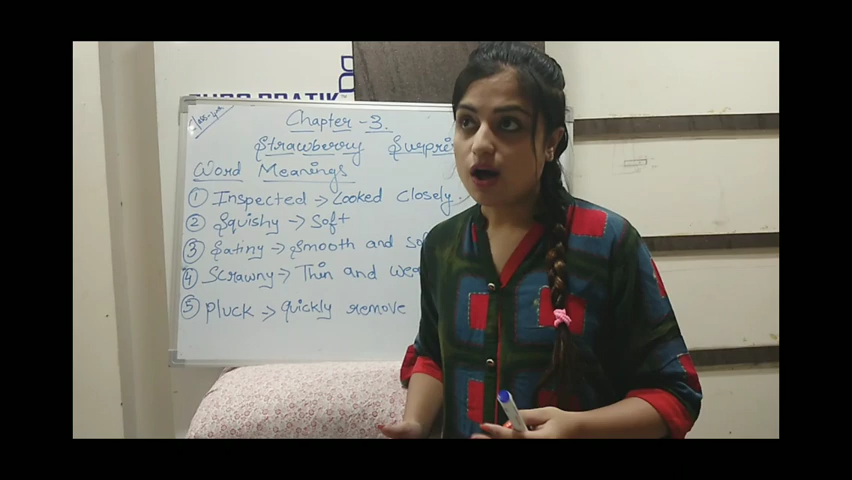 Chapter - 3.
Strawberry
Word Meanings
① Inspected → Looked Closely.
② Squishy → Soft
③ Satiny → Smooth and
④ Scrawny → Thin and
⑤ Pluck → Quickly remove